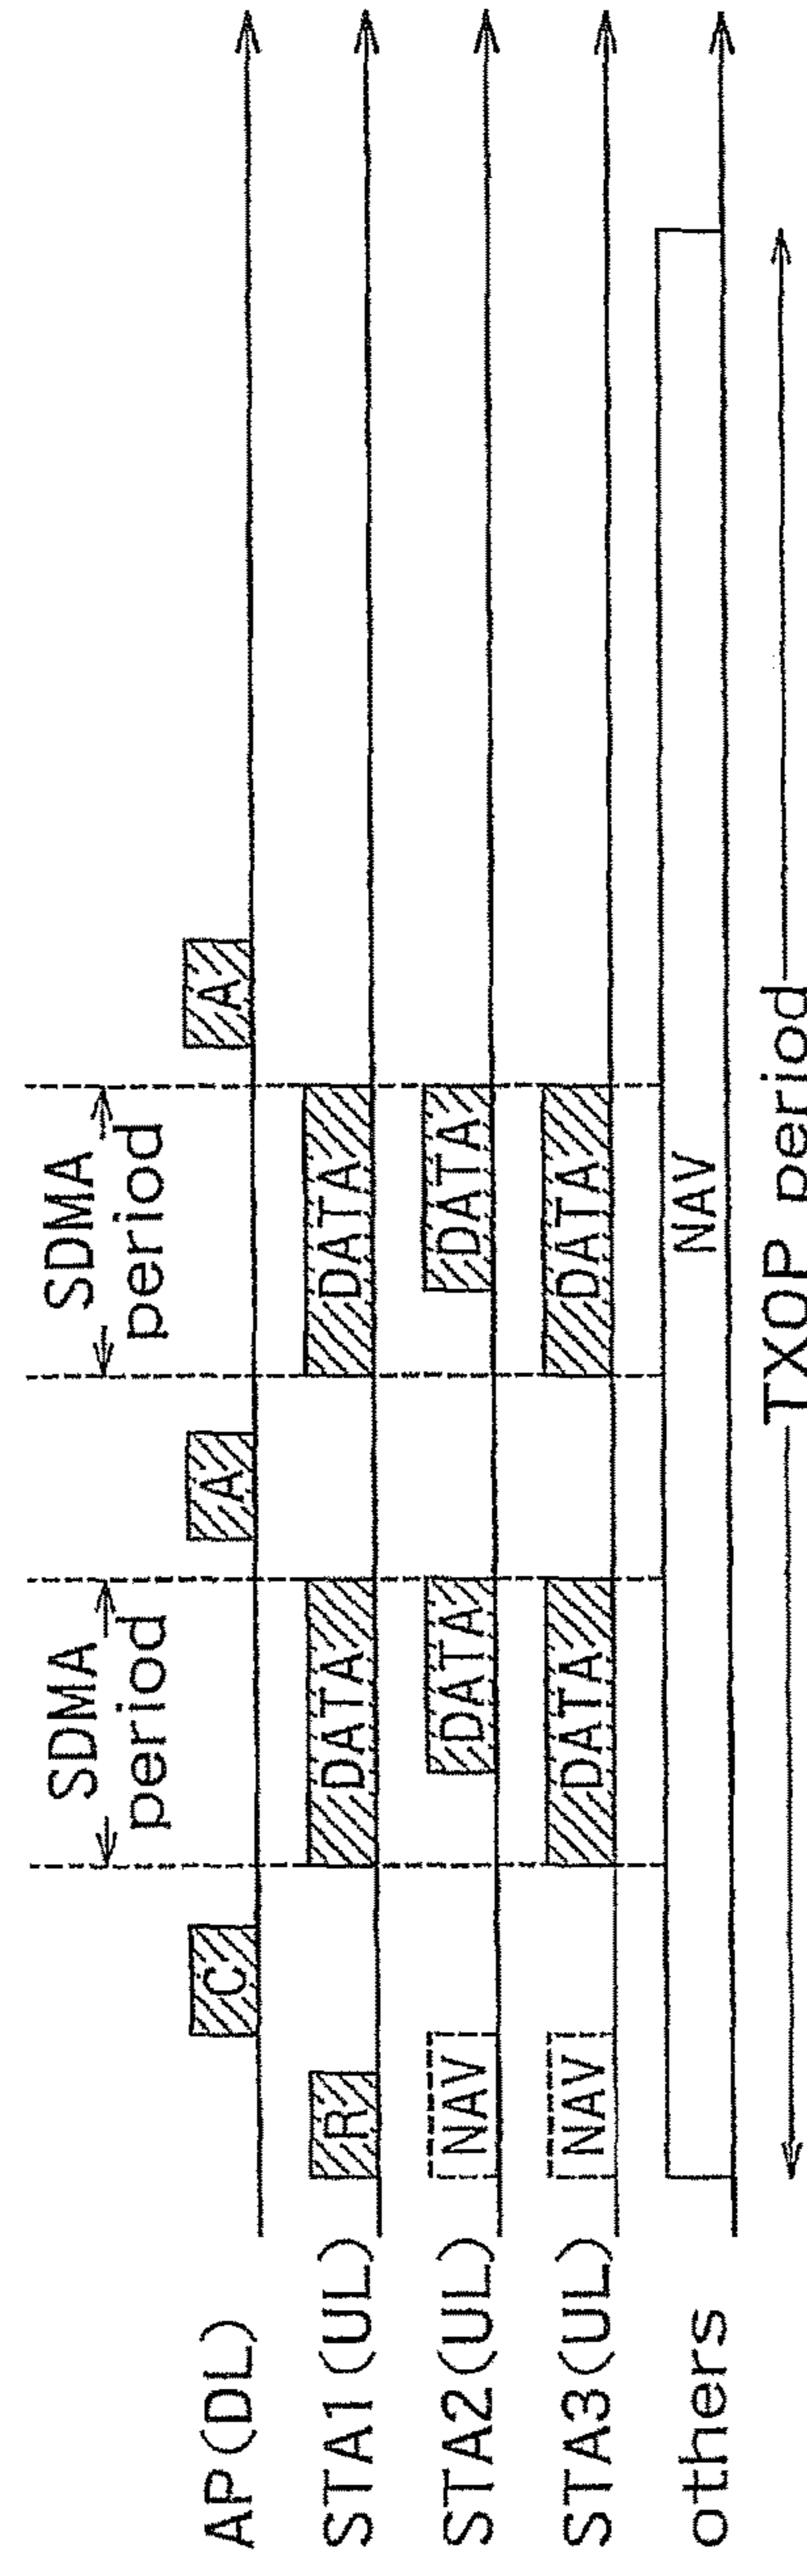 SDMA
period
SDMA
period
AP(DL)
C
A
A
STA1(UL)
R
DATA
DATA
STA2(UL)
NAV
DATA
DATA
STA3(UL)
NAV
DATA
DATA
others
NAV
TXOP period